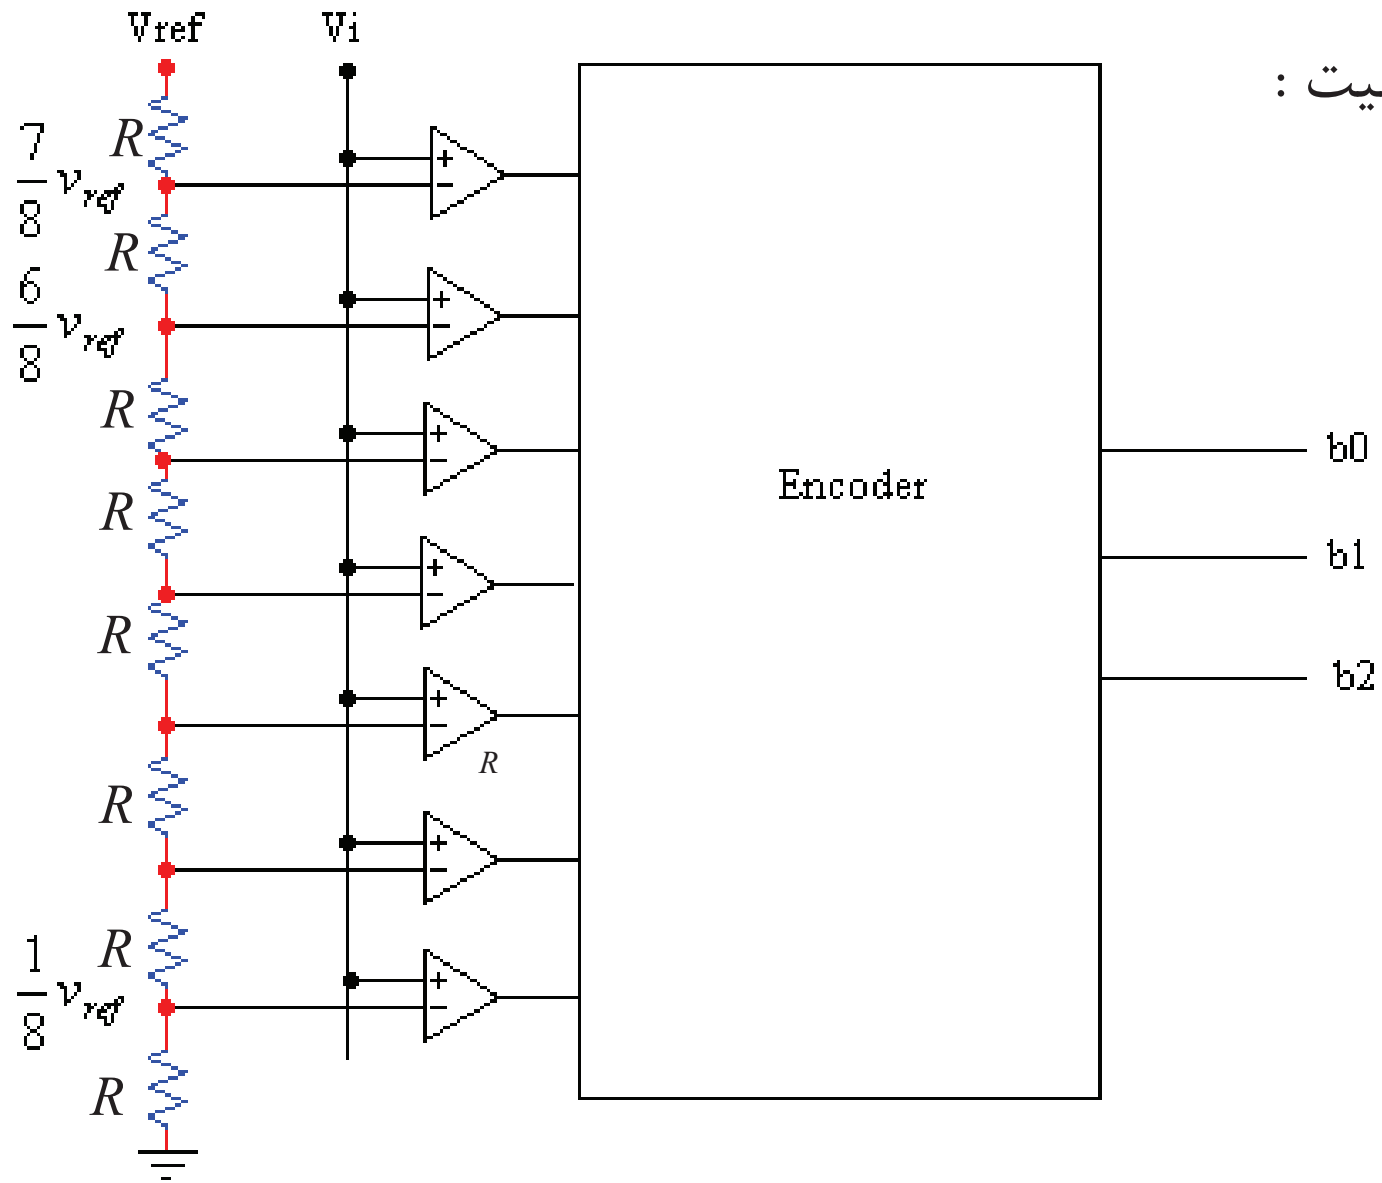 Vref Vi
یت :
R
7/8 vref
R
6/8 vref
R
b0
Encoder
R
b1
R
b2
R
R
R
1/8 vref
R